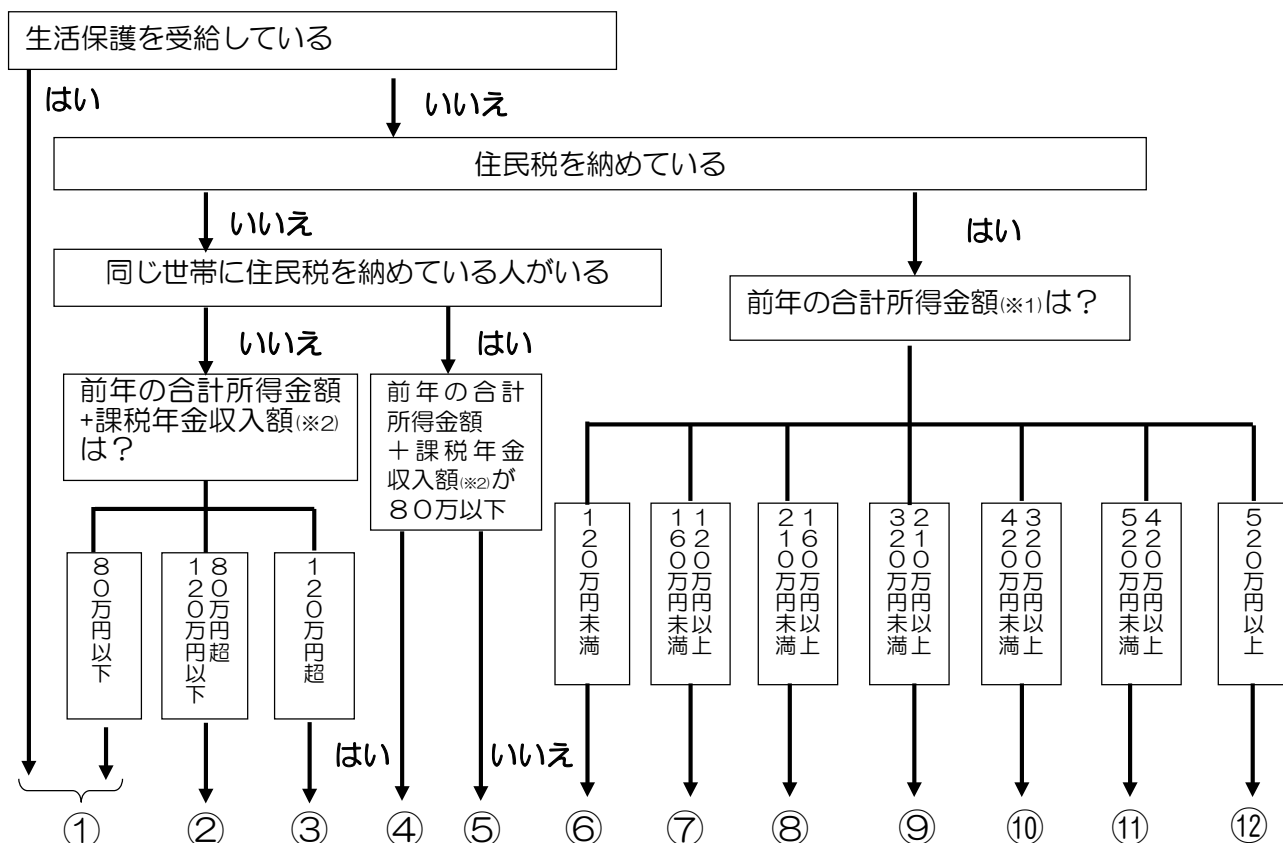 生活保護を受給している
はい
いいえ
住民税を納めている
いいえ
はい
同じ世帯に住民税を納めている人がいる
前年の合計所得金額(※1)は？
いいえ
はい
前年の合計所得金額
+課税年金収入額(※2)
は？
前年の合計
所得金額
＋課税年金
収入額(※2)が
８０万以下
８０万円以下
８０万円超
１２０万円以下
１２０万円超
１２０万円未満
１２０万円以上
１６０万円未満
１６０万円以上
２１０万円未満
２１０万円以上
３２０万円未満
３２０万円以上
４２０万円未満
４２０万円以上
５２０万円未満
５２０万円以上
はい
いいえ
①
②
③
④
⑤
⑥
⑦
⑧
⑨
⑩
⑪
⑫